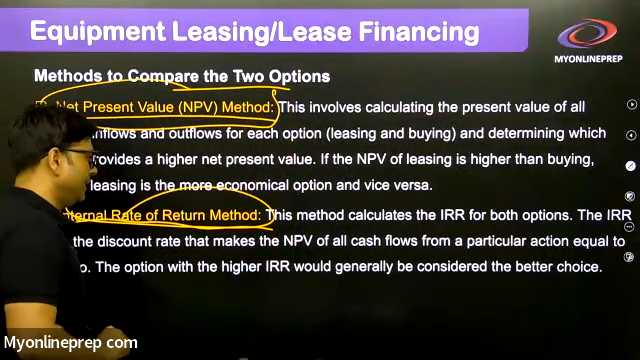 Equipment Leasing/Lease Financing
MYONLINEPREP
Methods to Compare the Two Options
Net Present Value (NPV) Method: This involves calculating the present value of all
inflows and outflows for each option (leasing and buying) and determining which
provides a higher net present value. If the NPV of leasing is higher than buying,
leasing is the more economical option and vice versa.
Internal Rate of Return Method: This method calculates the IRR for both options. The IRR
the discount rate that makes the NPV of all cash flows from a particular action equal to
The option with the higher IRR would generally be considered the better choice.
Myonlineprep com